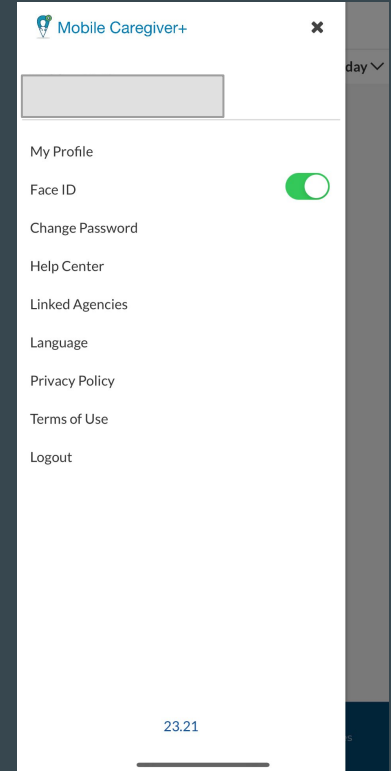 Mobile Caregiver+
day
My Profile
Face ID
Change Password
Help Center
Linked Agencies
Language
Privacy Policy
Terms of Use
Logout
23.21
s